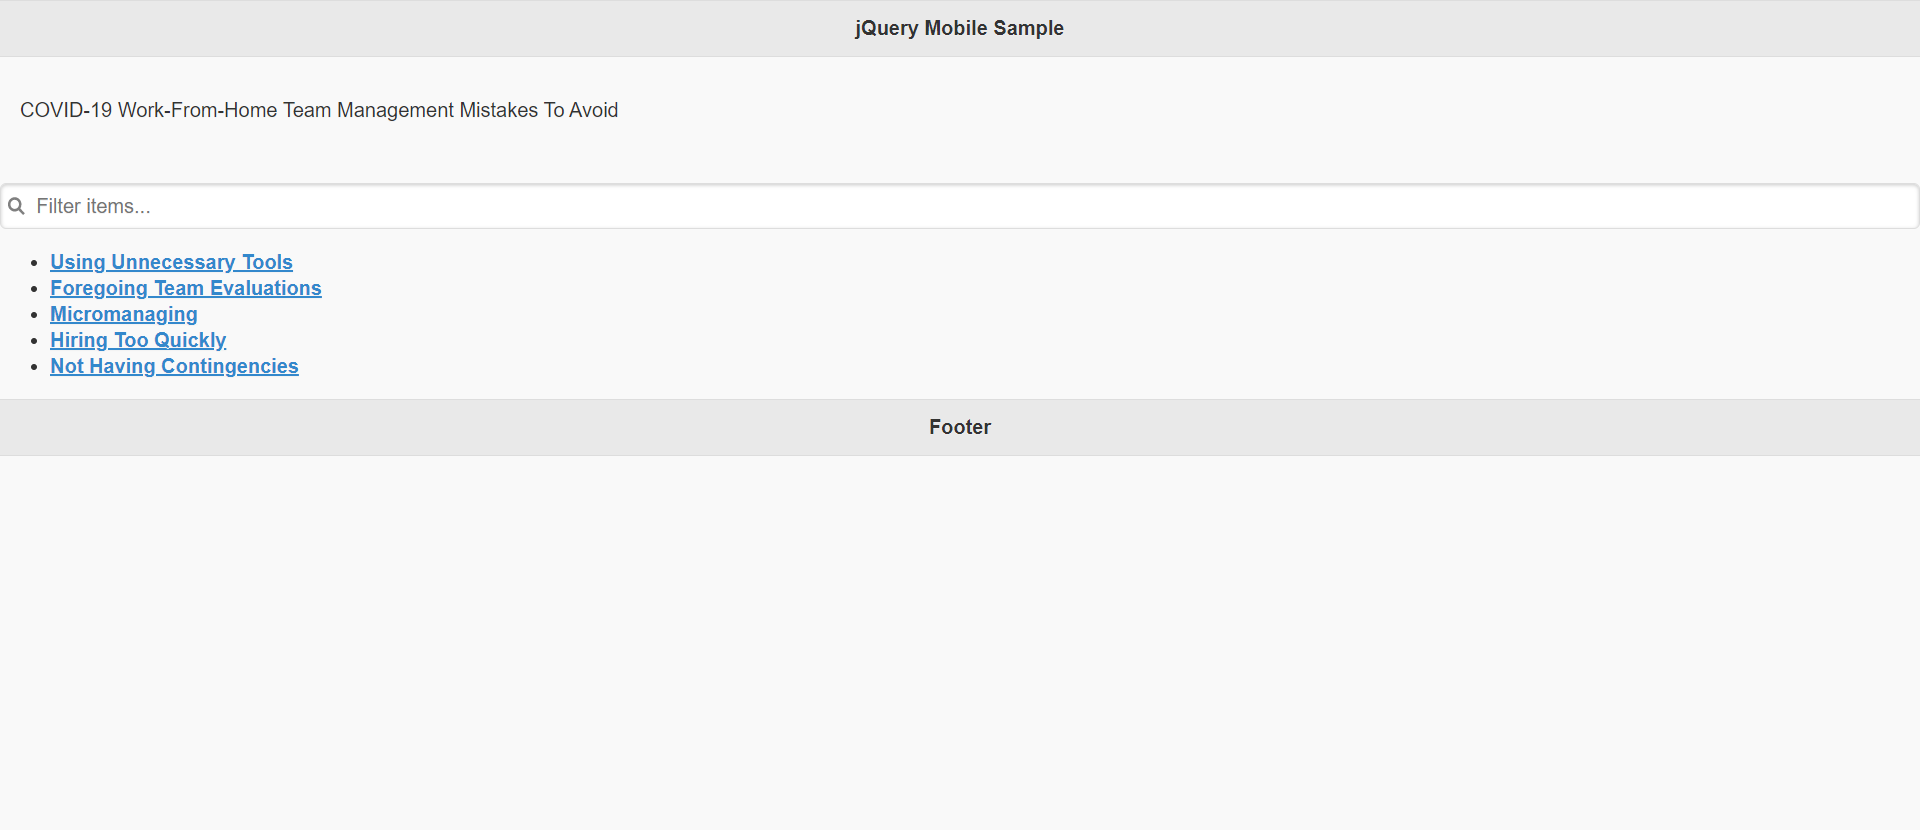 jQuery Mobile Sample
COVID-19 Work-From-Home Team Management Mistakes To Avoid
Filter items...
Using Unnecessary Tools
Foregoing Team Evaluations
Micromanaging
Hiring Too Quickly
Not Having Contingencies
Footer